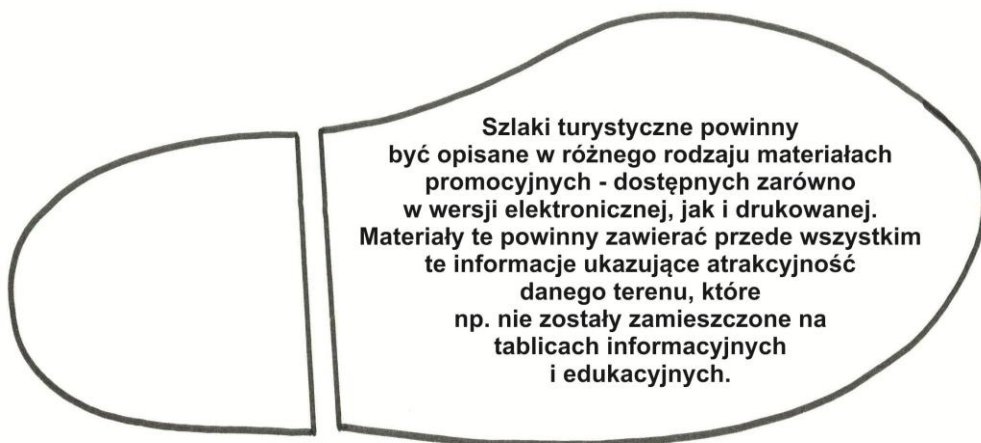 Szlaki turystyczne powinny
być opisane w różnego rodzaju materiałach
promocyjnych - dostępnych zarówno
w wersji elektronicznej, jak i drukowanej.
Materiały te powinny zawierać przede wszystkim
te informacje ukazujące atrakcyjność
danego terenu, które
np. nie zostały zamieszczone na
tablicach informacyjnych
i edukacyjnych.